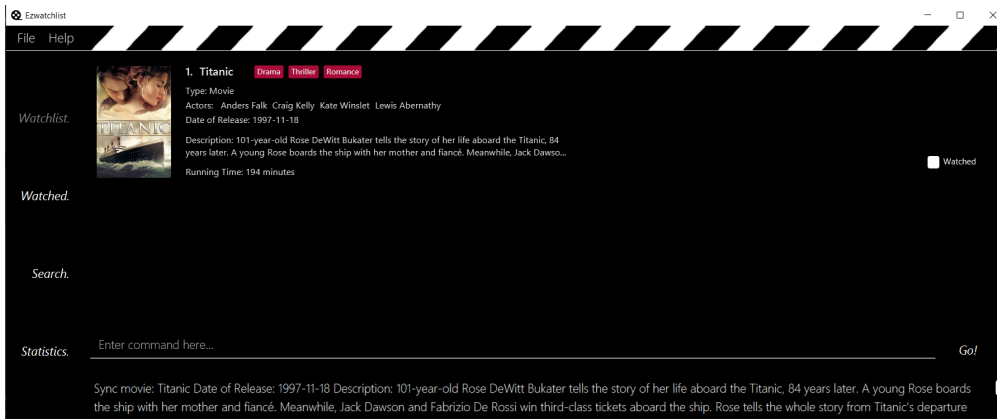 Ezwatchlist
File Help
1. Titanic Drama Thriller Romance
Type: Movie
Actors: Anders Falk Craig Kelly Kate Winslet Lewis Abernathy
Date of Release: 1997-11-18
Description: 101-year-old Rose DeWitt Bukater tells the story of her life aboard the Titanic, 84
years later. A young Rose boards the ship with her mother and fiancé. Meanwhile, Jack Dawso...
Running Time: 194 minutes
TITANIC
Watched
Watchlist.
Watched.
Search.
Statistics.
Enter command here...
Go!
Sync movie: Titanic Date of Release: 1997-11-18 Description: 101-year-old Rose DeWitt Bukater tells the story of her life aboard the Titanic, 84 years later. A young Rose boards
the ship with her mother and fiancé. Meanwhile, Jack Dawson and Fabrizio De Rossi win third-class tickets aboard the ship. Rose tells the whole story from Titanic's departure